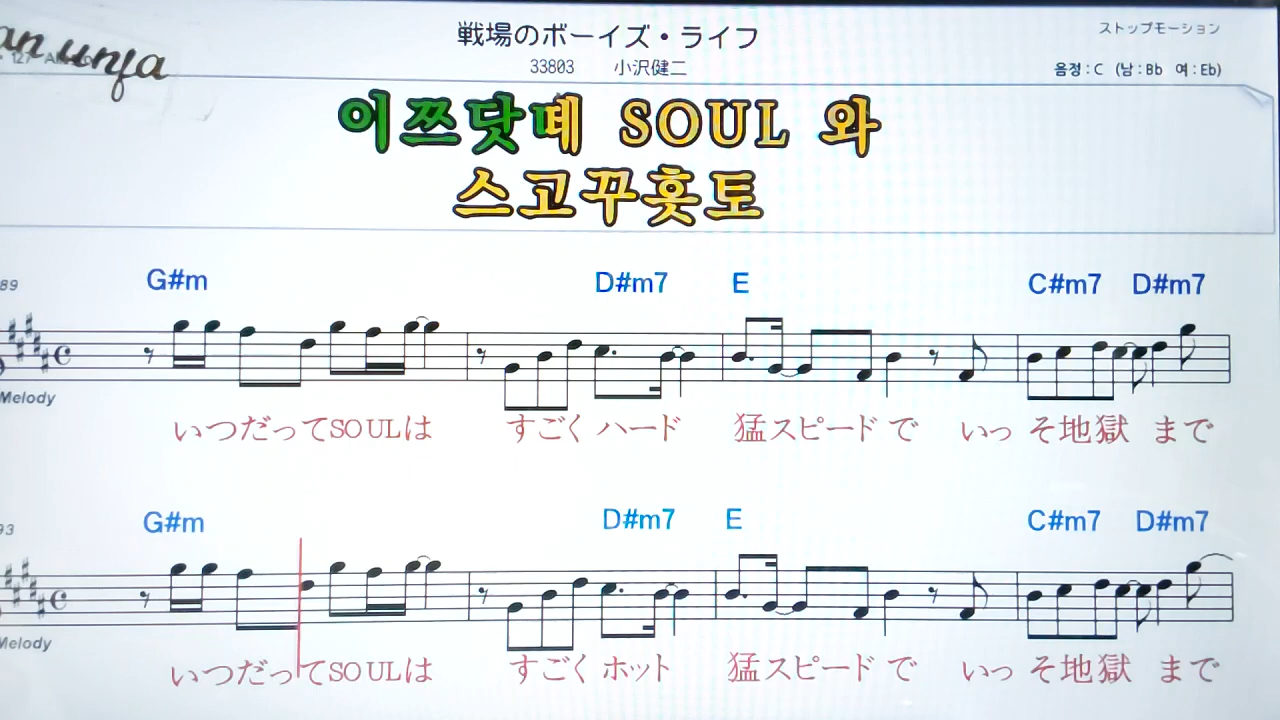 戦場のボーイズ・ライフ
ストップモーション
33803 小沢健二
음정 : C (남 : Bb 여 : Eb)
이쯔닷떼 SOUL 와
스고꾸홋토
89
G#m D#m7 E C#m7 D#m7
Melody
いつだってSOULは すごく ハード 猛スピード で いっ そ地獄 まで
93
G#m D#m7 E C#m7 D#m7
Melody
いつだってSOULは すごく ホット 猛スピード で いっ そ地獄 まで